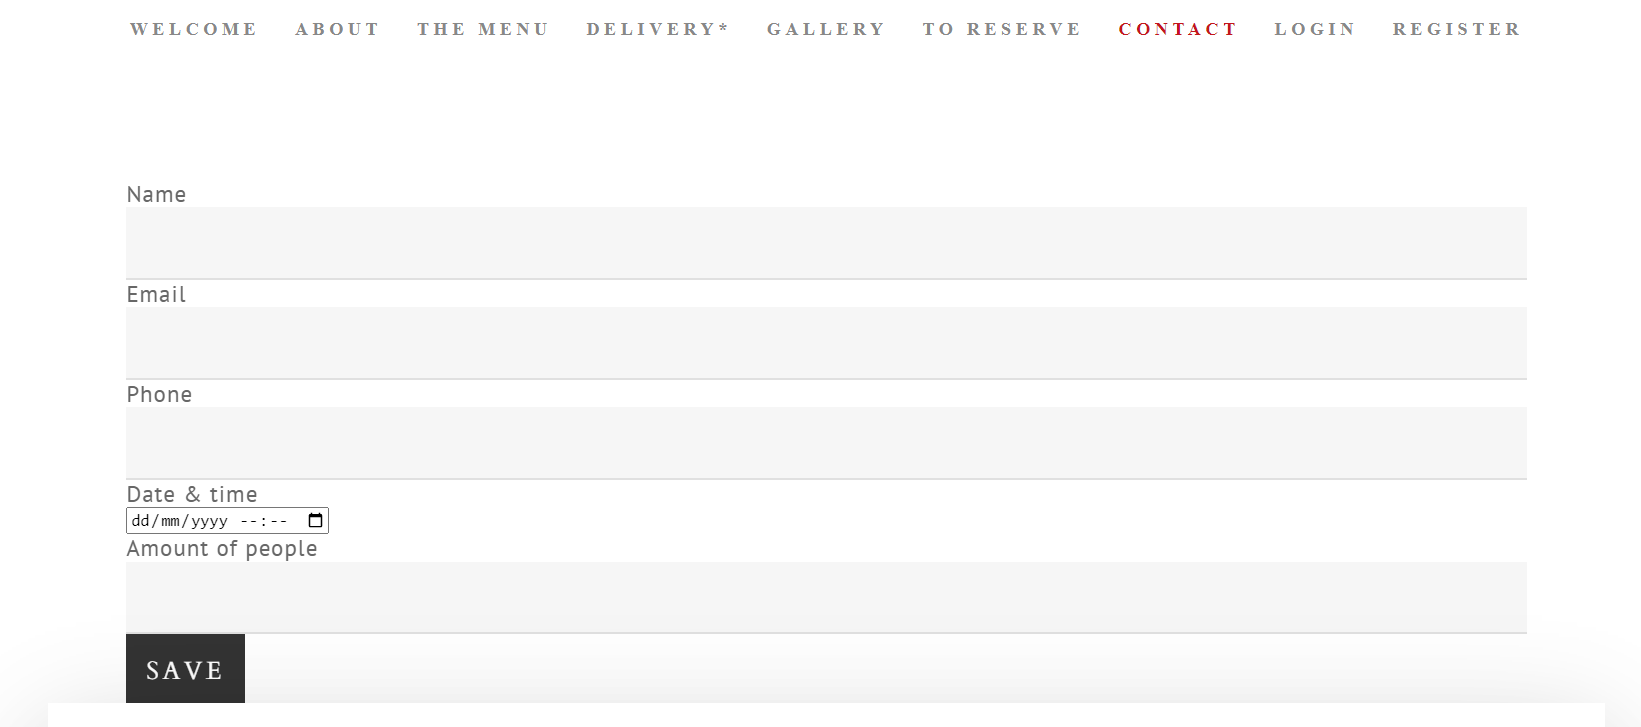 WELCOME ABOUT THE MENU DELIVERY* GALLERY TO RESERVE CONTACT LOGIN REGISTER
Name
Email
Phone
Date & time
dd/mm/yyyy --:--
Amount of people
SAVE